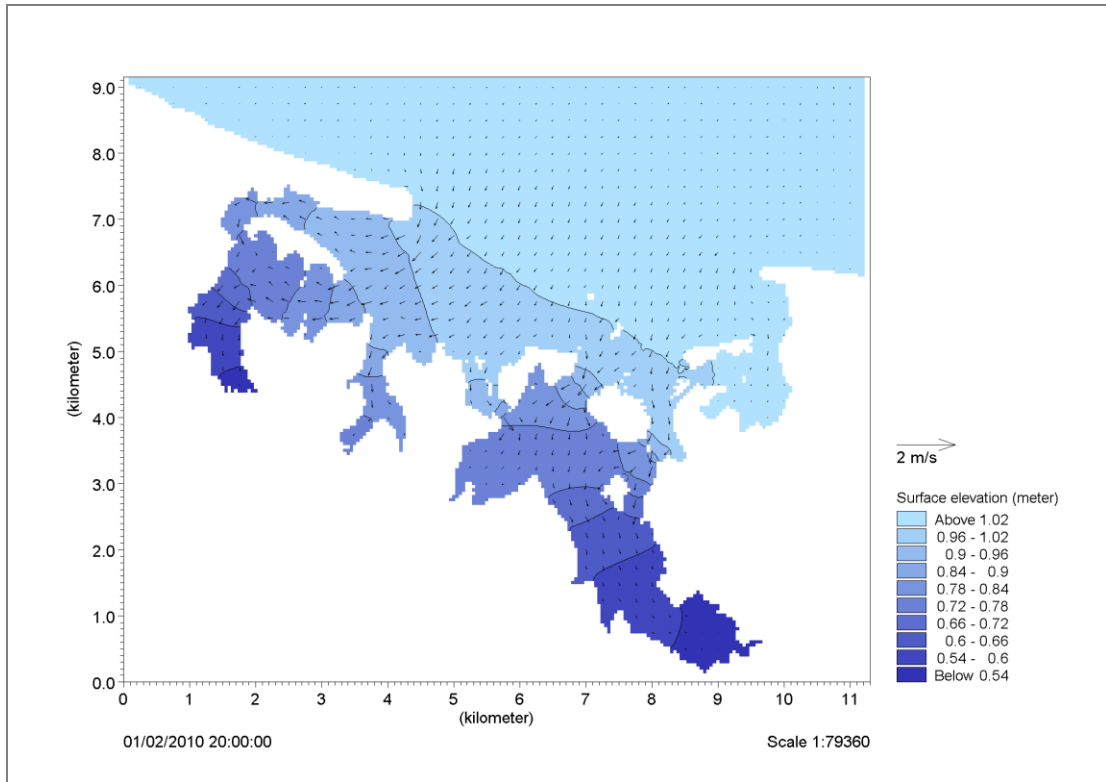 9.0
8.0
7.0
6.0
5.0
4.0
3.0
2.0
1.0
0.0
(kilometer)
0 1 2 3 4 5 6 7 8 9 10 11
(kilometer)
01/02/2010 20:00:00
Scale 1:79360
2 m/s
Surface elevation (meter)
Above 1.02
0.96 - 1.02
0.9 - 0.96
0.84 - 0.9
0.78 - 0.84
0.72 - 0.78
0.66 - 0.72
0.6 - 0.66
0.54 - 0.6
Below 0.54